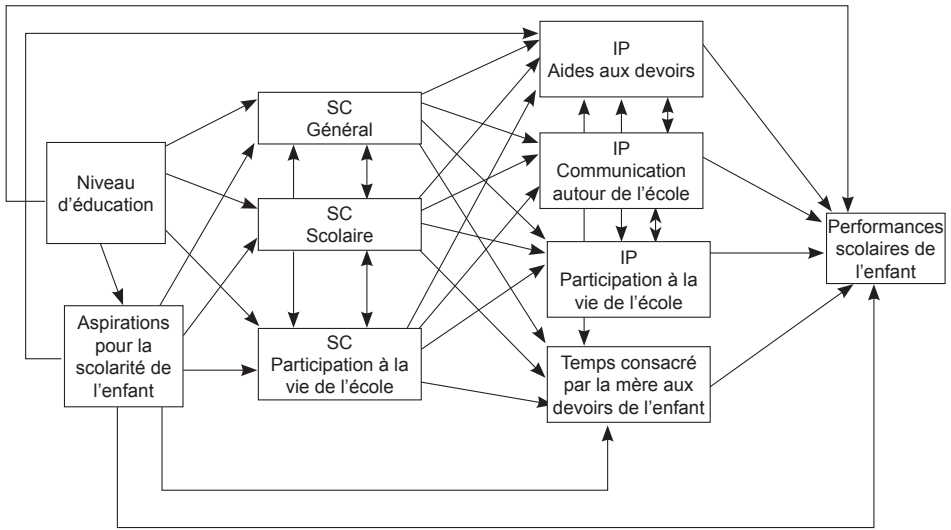 Niveau
d’éducation
Aspirations
pour la
scolarité de
l’enfant
SC
Général
SC
Scolaire
SC
Participation à la
vie de l’école
IP
Aides aux devoirs
IP
Communication
autour de l’école
IP
Participation à la
vie de l’école
Temps consacré
par la mère aux
devoirs de l’enfant
Performances
scolaires de
l’enfant